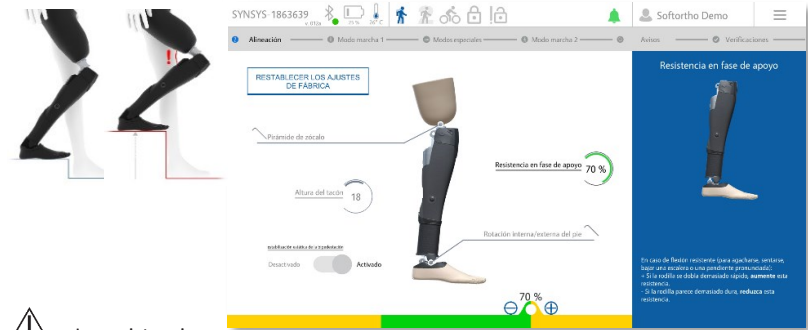 SYNSYS-1863639
v. 012a
15 %
26° C
Softortho Demo
Alineación
Modo marcha 1
Modos especiales
Modo marcha 2
Avisos
Verificaciones
RESTABLECER LOS AJUSTES
DE FÁBRICA
Pirámide de zócalo
Altura del tacón
18
Desactivado
Activado
Resistencia en fase de apoyo
70 %
Rotación interna/externa del pie
70 %
Resistencia en fase de apoyo
En caso de flexión resistente (para agacharse, sentarse,
bajar una escalera o una pendiente pronunciada):
+ Si la rodilla se dobla demasiado rápido, aumente esta
resistencia.
- Si la rodilla parece demasiado dura, reduzca esta
resistencia.